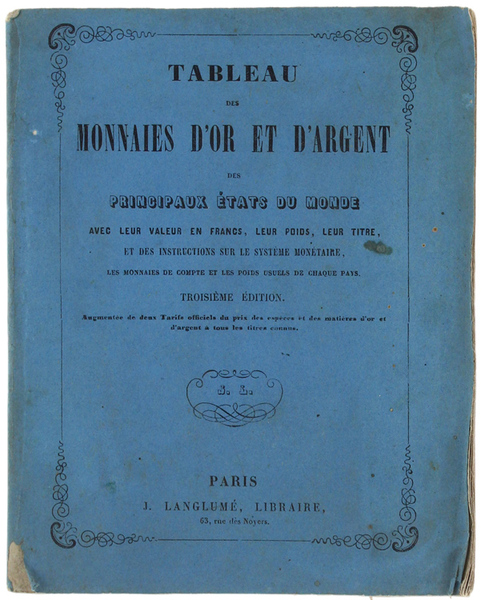 TABLEAU
DES
MONNAIES D'OR ET D'ARGENT
DES
PRINCIPAUX ÉTATS DU MONDE
AVEC LEUR VALEUR EN FRANCS, LEUR POIDS, LEUR TITRE,
ET DES INSTRUCTIONS SUR LE SYSTÈME MONÉTAIRE,
LES MONNAIES DE COMPTE ET LES POIDS USUELS DE CHAQUE PAYS.
TROISIÈME ÉDITION.
Augmentée de deux Tarifs officiels du prix des espèces et des matières d'or et
d'argent à tous les titres connus.
J. L.
PARIS
J. LANGLUMÉ, LIBRAIRE,
63, rue des Noyers.